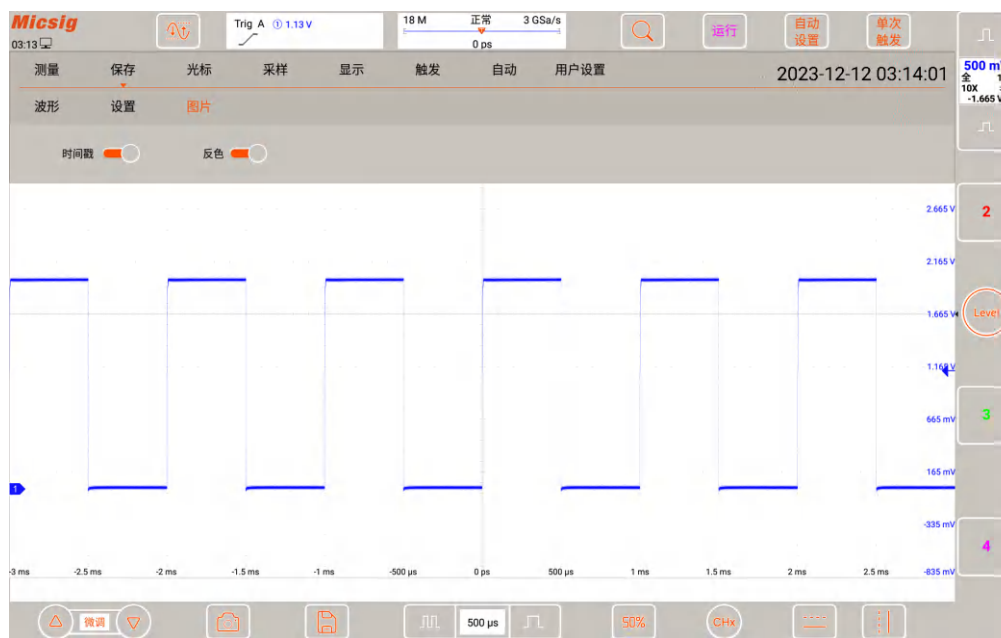 Micsig
03:13
Trig A ① 1.13 V
18 M 正常 3 GSa/s
0 ps
运行
自动
设置
单次
触发
测量 保存 光标 采样 显示 触发 自动 用户设置 2023-12-12 03:14:01
500 m
全 1
10X
-1.665 V
波形 设置 图片
时间戳 反色
2.665 V
2
2.165 V
1.665 V
Level
1.165 V
665 mV
3
165 mV
1
-335 mV
4
-3 ms -2.5 ms -2 ms -1.5 ms -1 ms -500 μs 0 ps 500 μs 1 ms 1.5 ms 2 ms 2.5 ms -835 mV
微调 500 μs 50% CHx